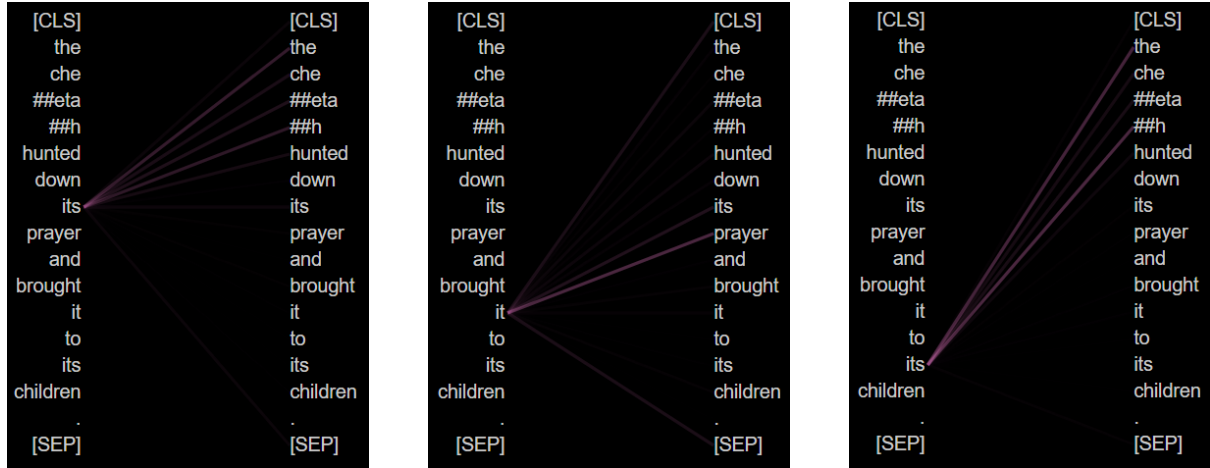 [CLS] [CLS] [CLS] [CLS] [CLS] [CLS]
the the the the the the
che che che che che che
##eta ##eta ##eta ##eta ##eta ##eta
##h ##h ##h ##h ##h ##h
hunted hunted hunted hunted hunted hunted
down down down down down down
its its its its its its
prayer prayer prayer prayer prayer prayer
and and and and and and
brought brought brought brought brought brought
it it it it it it
to to to to to to
its its its its its its
children children children children children children
. . . . . .
[SEP] [SEP] [SEP] [SEP] [SEP] [SEP]